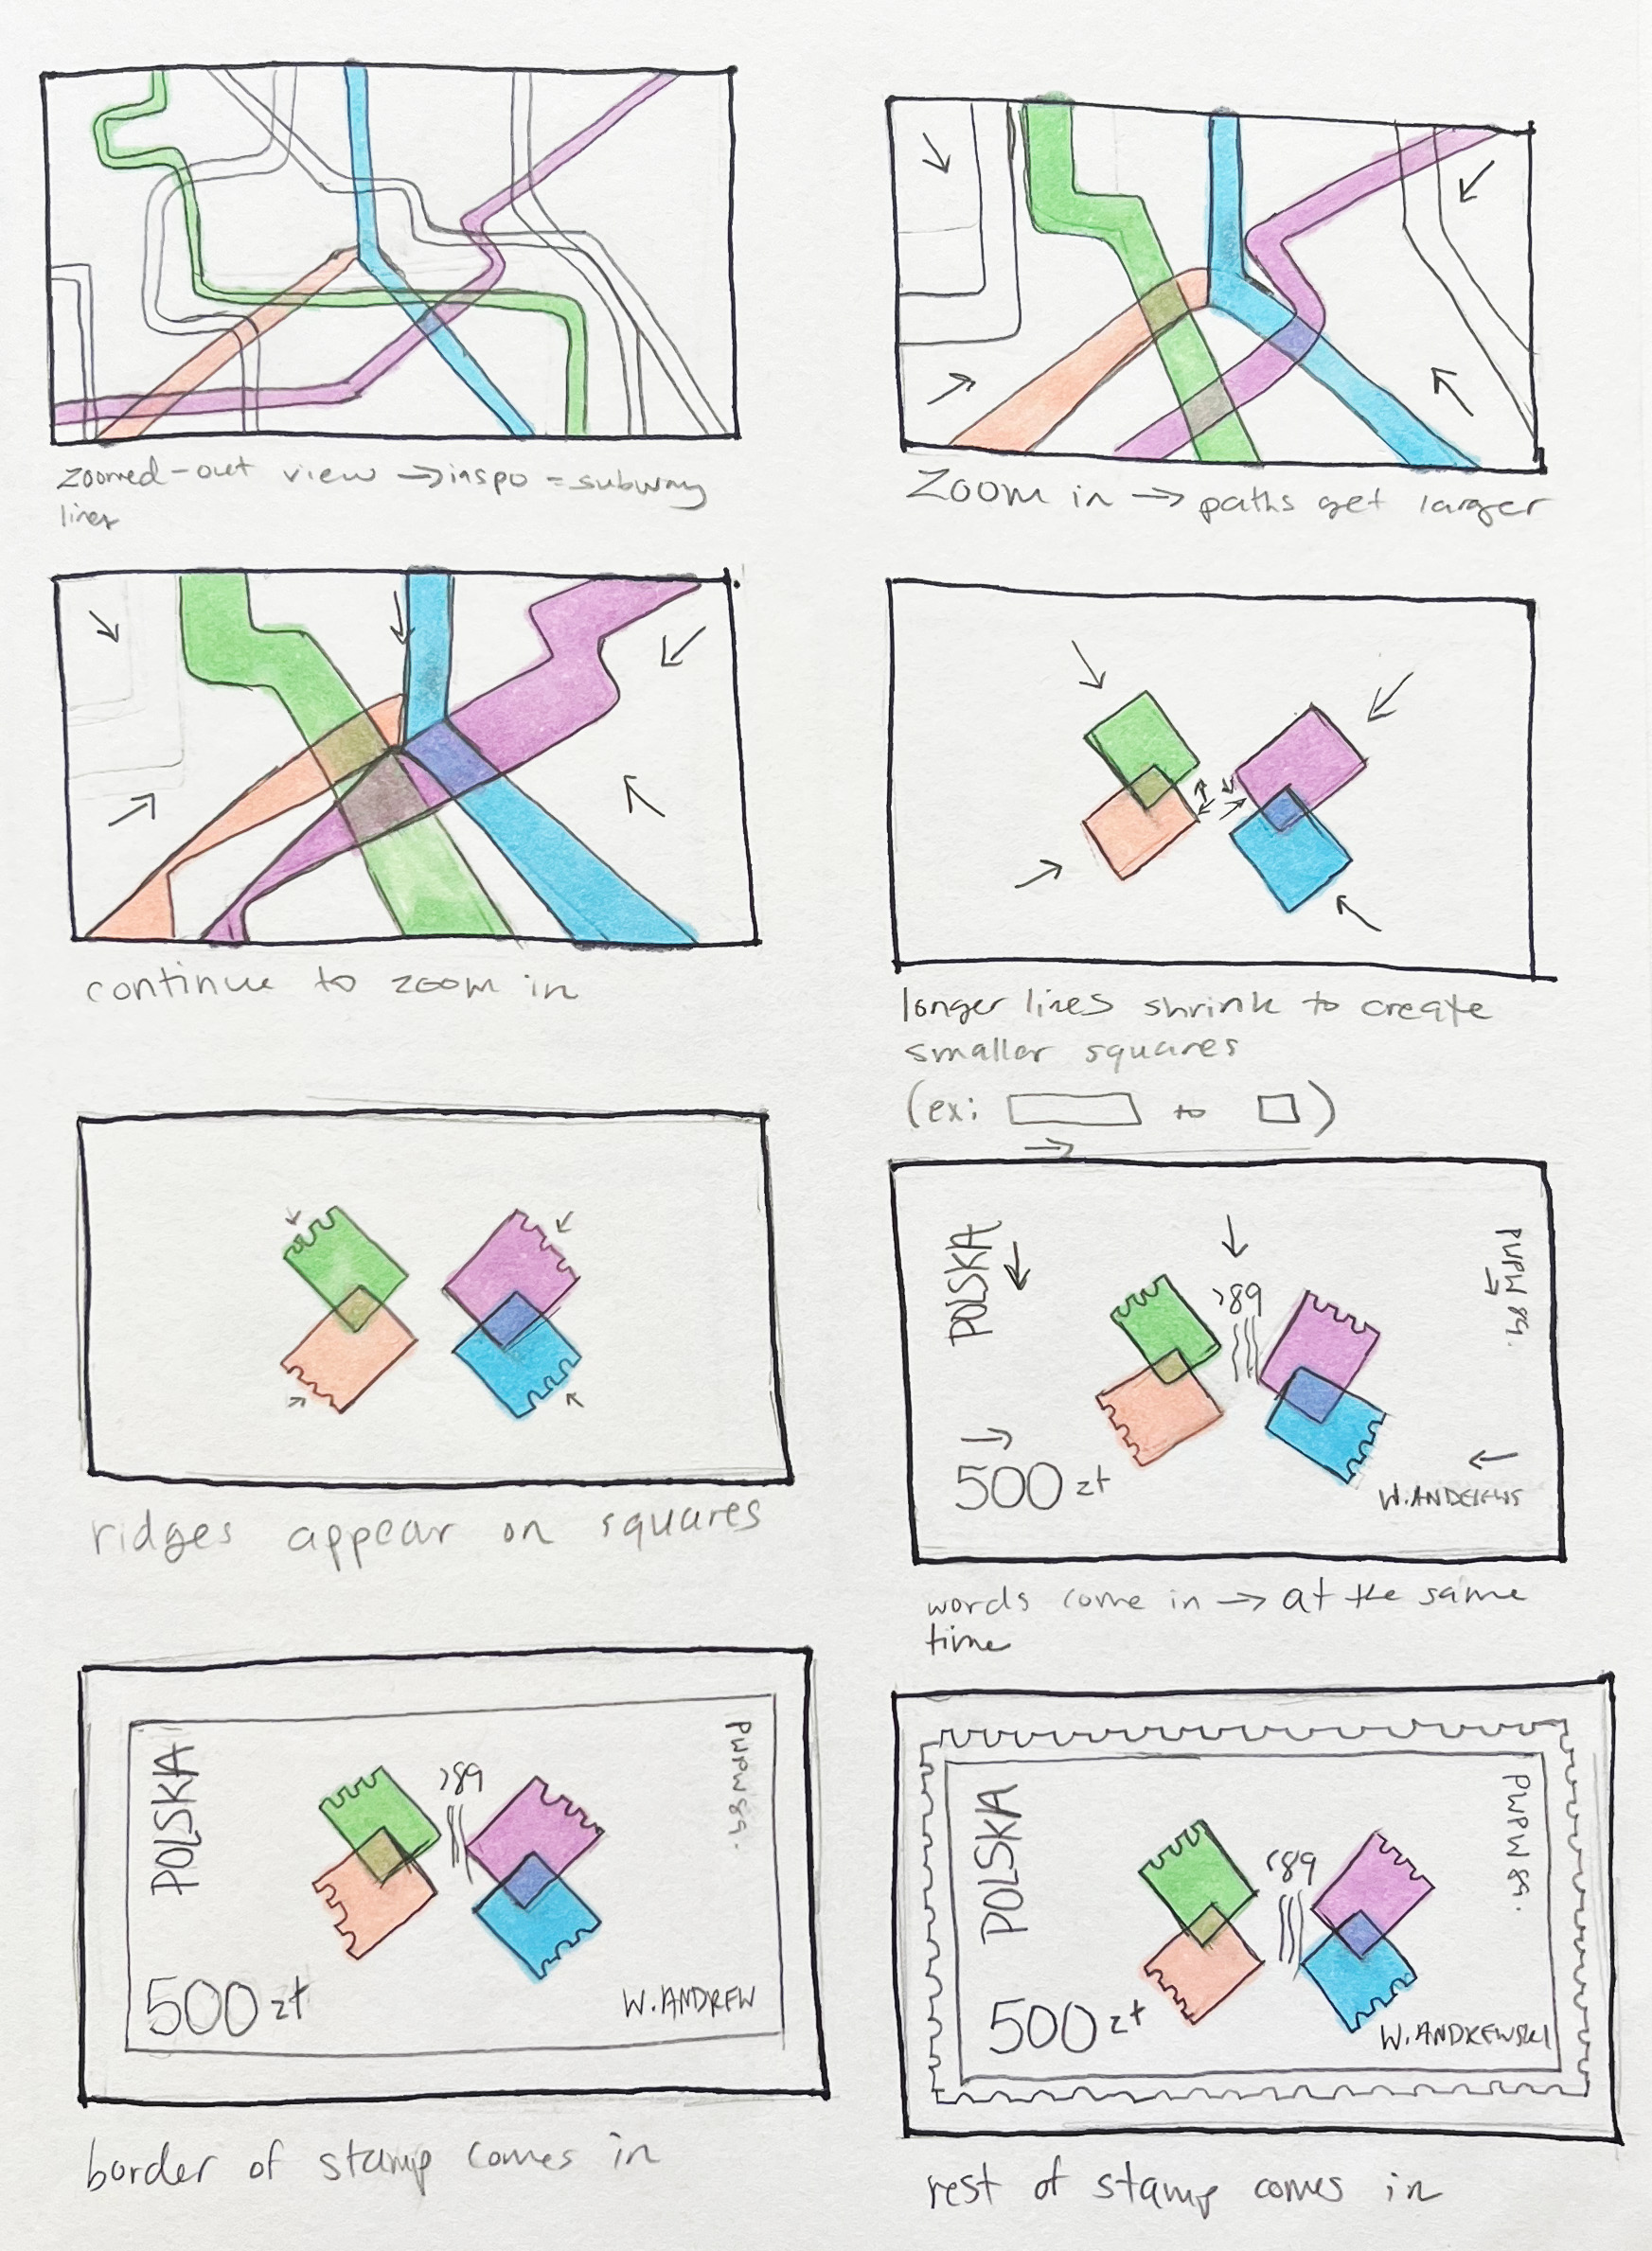 zoomed-out view → inspo = subway
lines
Zoom in → paths get larger
continue to zoom in
longer lines shrink to create
smaller squares
(ex: to )
ridges appear on squares
POLSKA
'89
PWPW 89.
500 zł
W.ANDREWS
words come in → at the same
time
POLSKA
'89
PWPW 89.
500 zł
W.ANDREW
border of stamp comes in
POLSKA
'89
PWPW 89.
500 zł
W.ANDREWSKI
rest of stamp comes in